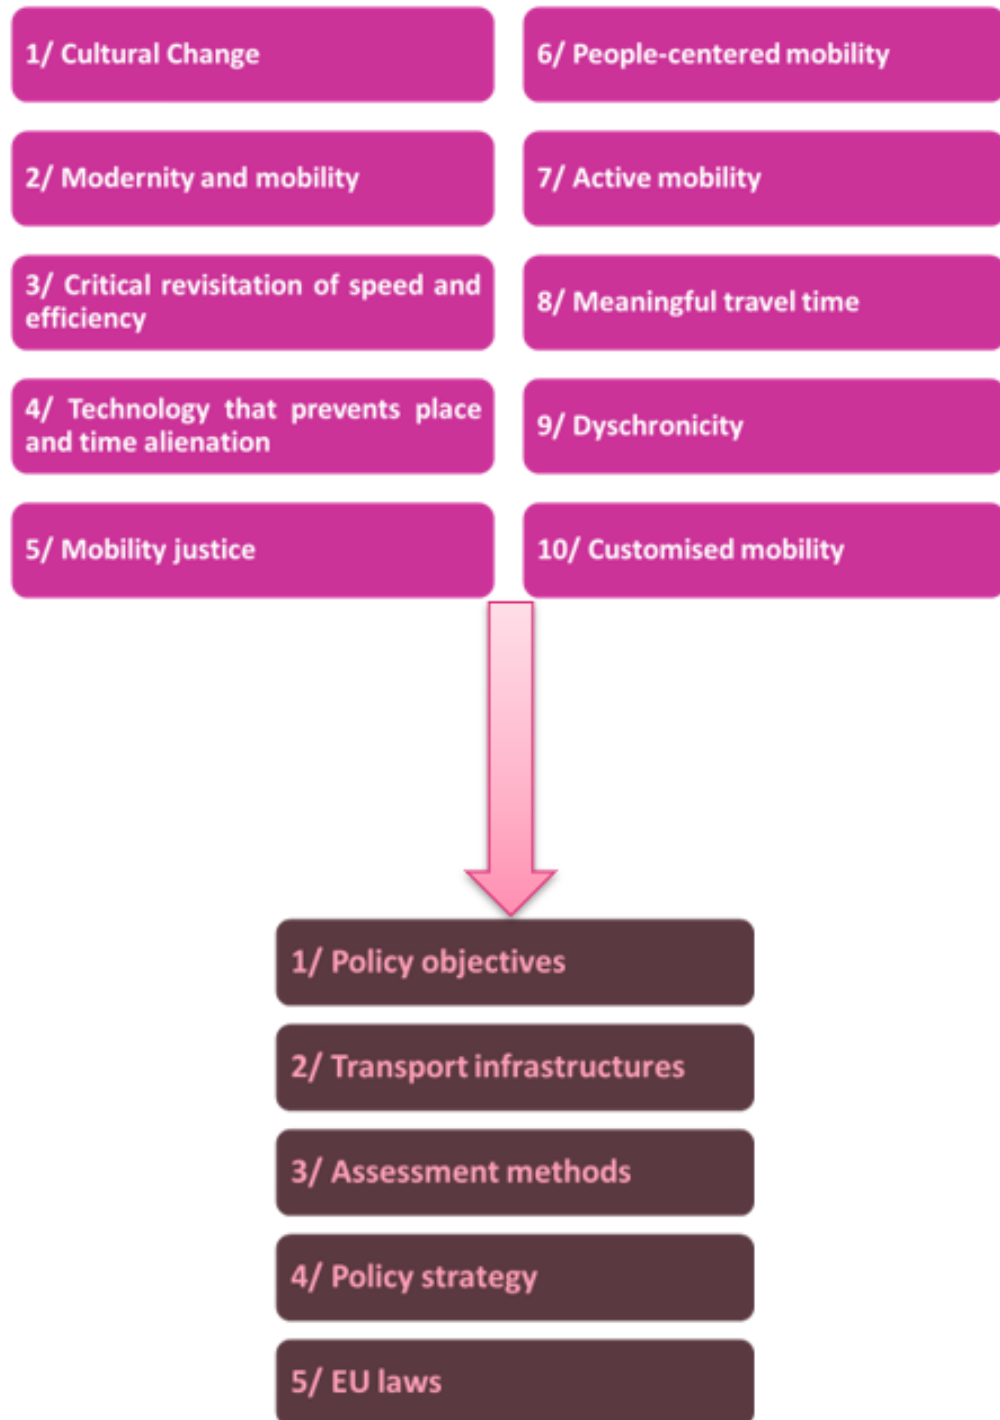 1/ Cultural Change
2/ Modernity and mobility
3/ Critical revisitation of speed and
efficiency
4/ Technology that prevents place
and time alienation
5/ Mobility justice
6/ People-centered mobility
7/ Active mobility
8/ Meaningful travel time
9/ Dyschronicity
10/ Customised mobility
1/ Policy objectives
2/ Transport infrastructures
3/ Assessment methods
4/ Policy strategy
5/ EU laws